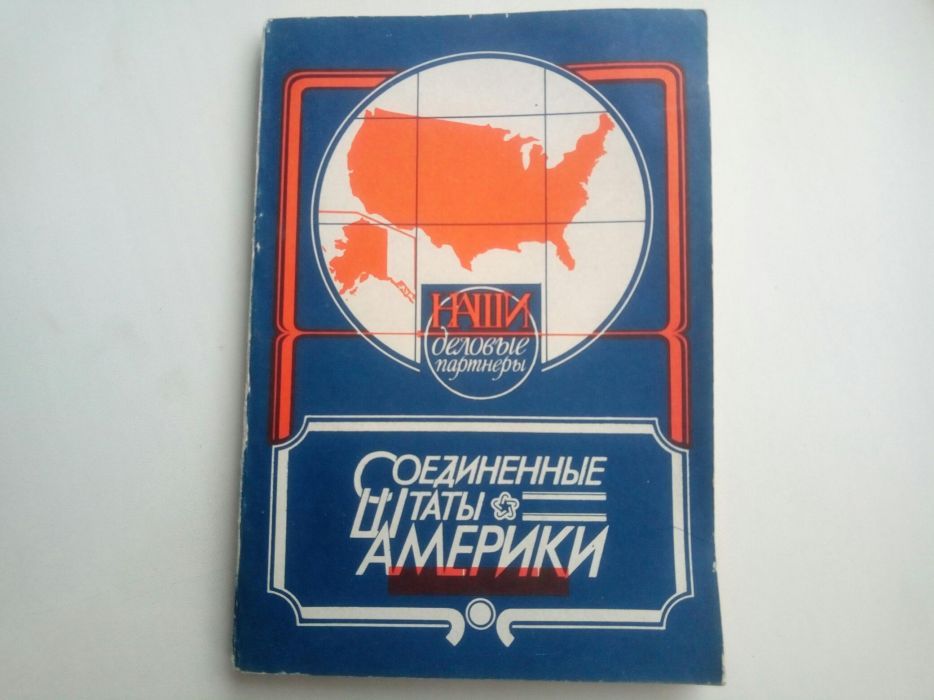 НАШИ
деловые
партнеры
СОЕДИНЕННЫЕ
ШТАТЫ
АМЕРИКИ